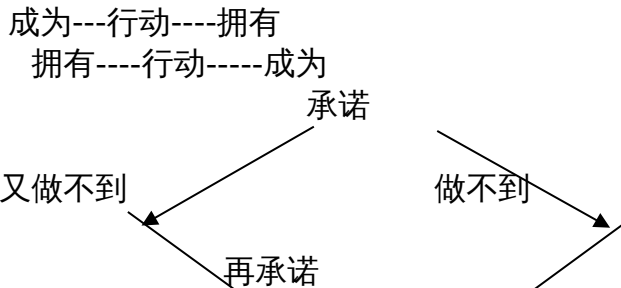 成为---行动----拥有
拥有----行动-----成为
承诺
又做不到
做不到
再承诺